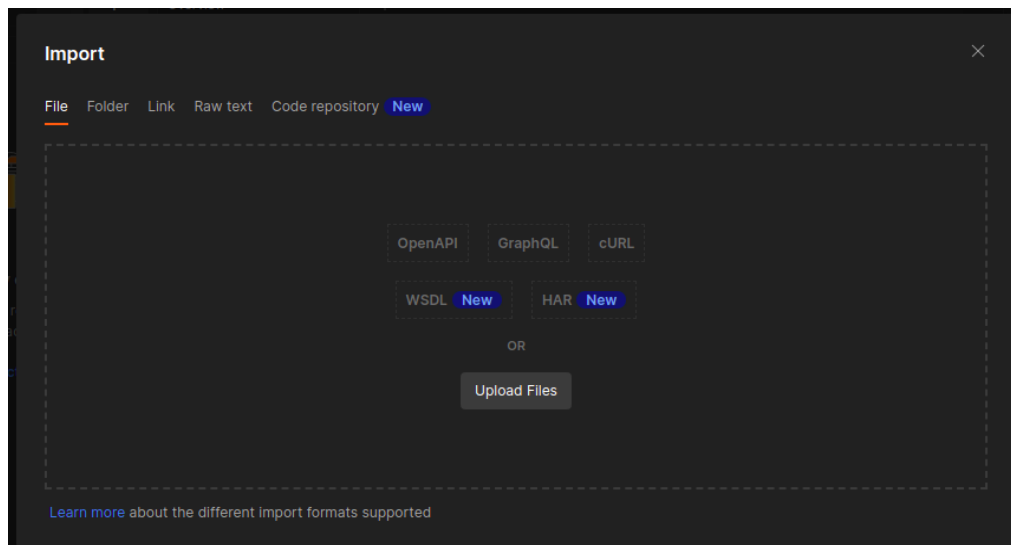 Import
File Folder Link Raw text Code repository New
OpenAPI GraphQL cURL
WSDL New HAR New
OR
Upload Files
Learn more about the different import formats supported